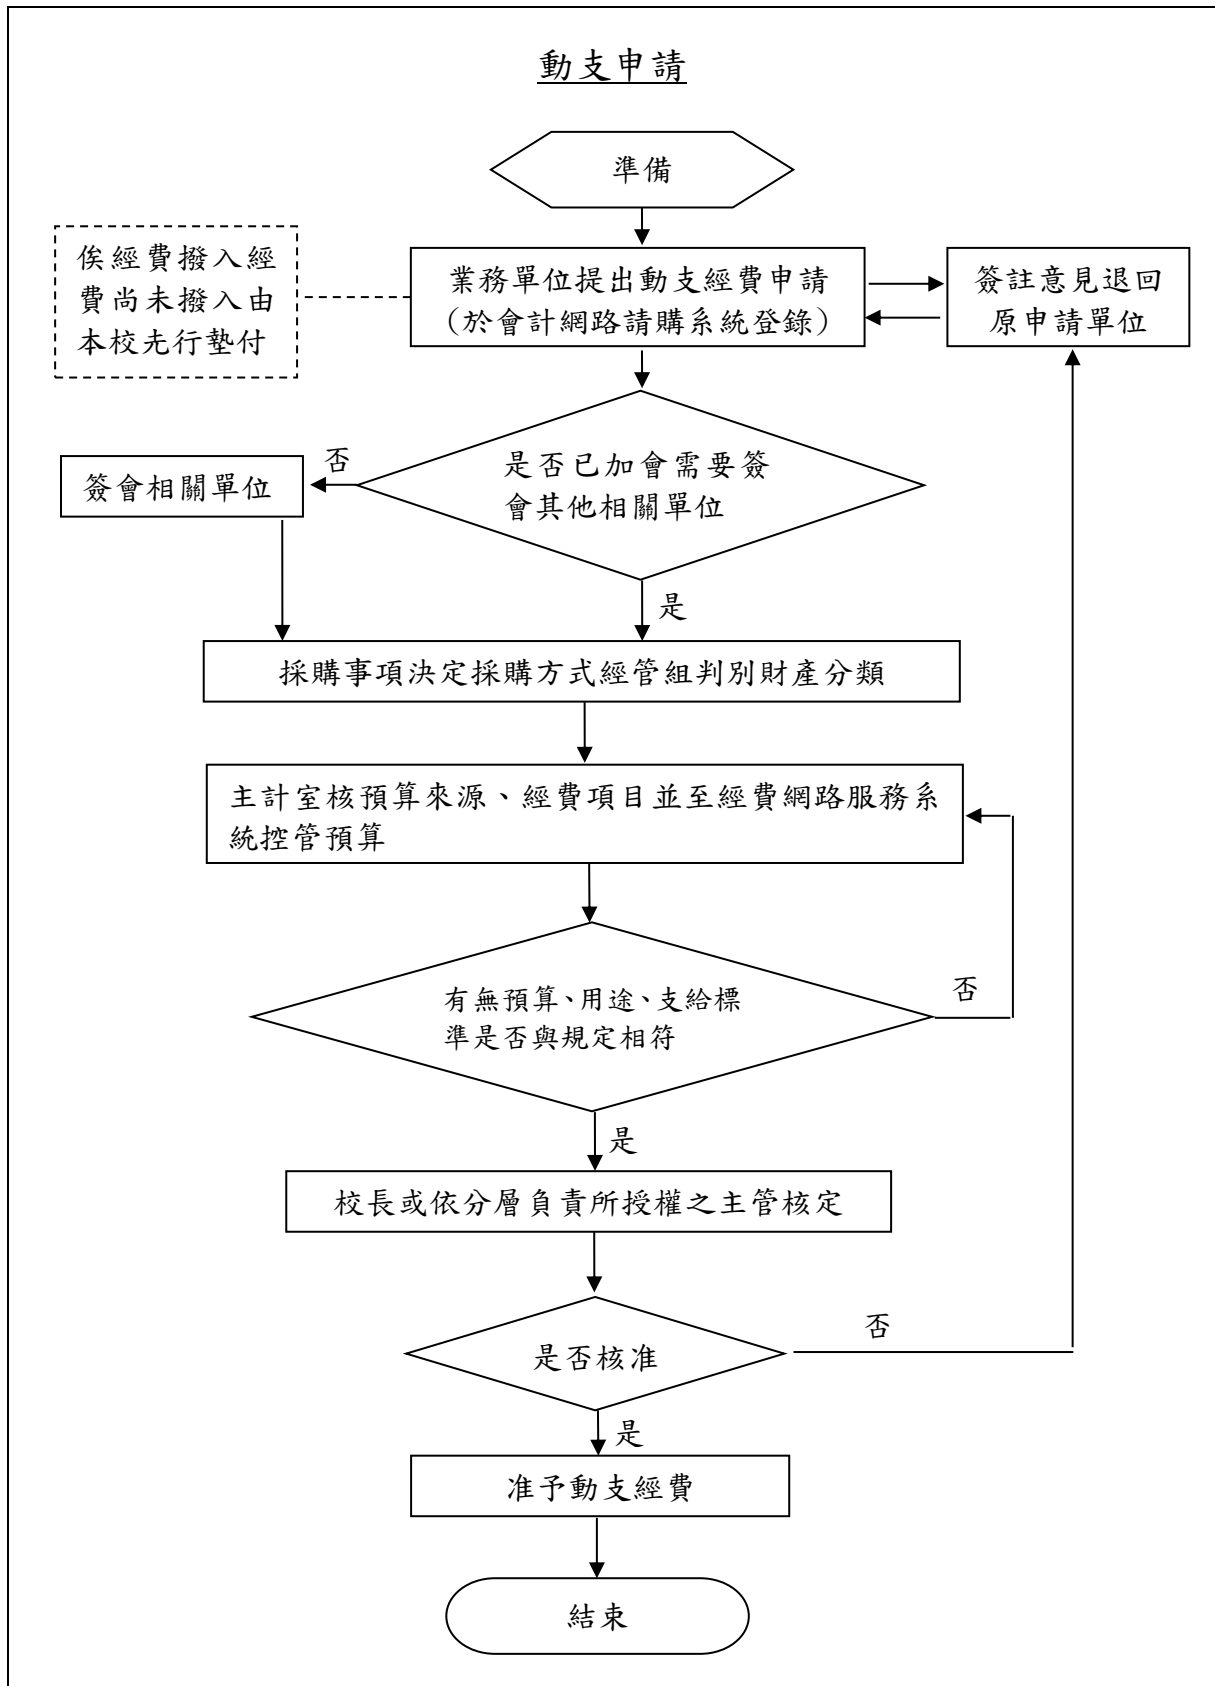 動支申請
準備
俟經費撥入經
費尚未撥入由
本校先行墊付
業務單位提出動支經費申請
（於會計網路請購系統登錄）
簽註意見退回
原申請單位
是否已加會需要簽
會其他相關單位
否
簽會相關單位
是
採購事項決定採購方式經管組判別財產分類
主計室核預算來源、經費項目並至經費網路服務系
統控管預算
有無預算、用途、支給標
準是否與規定相符
否
是
校長或依分層負責所授權之主管核定
是否核准
否
是
准予動支經費
結束